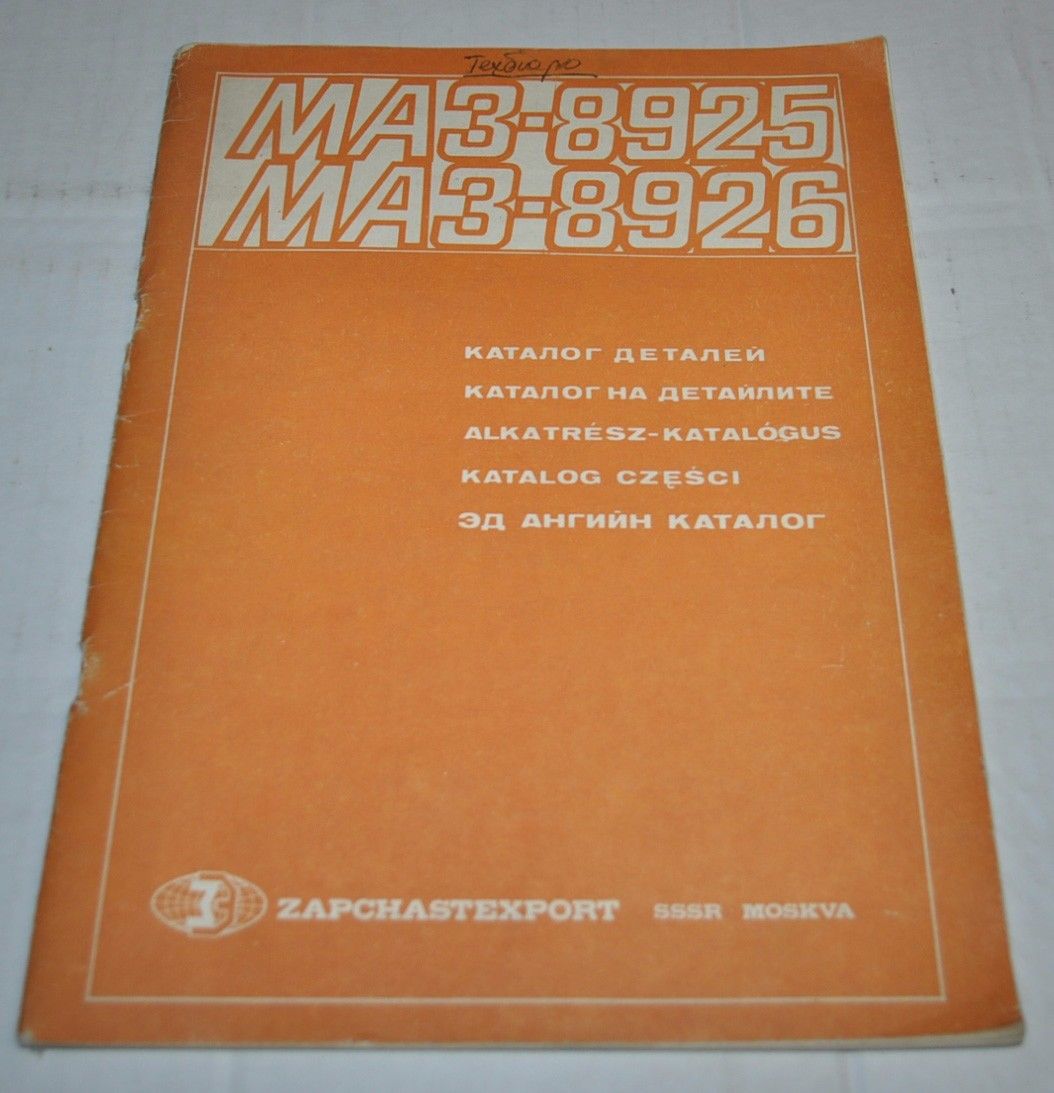 Техбюро
МАЗ-8925
МАЗ-8926
КАТАЛОГ ДЕТАЛЕЙ
КАТАЛОГ НА ДЕТАЙЛИТЕ
ALKATRÉSZ-KATALÓGUS
KATALOG CZĘŚCI
ЭД АНГИЙН КАТАЛОГ
ZAPCHASTEXPORT SSSR MOSKVA